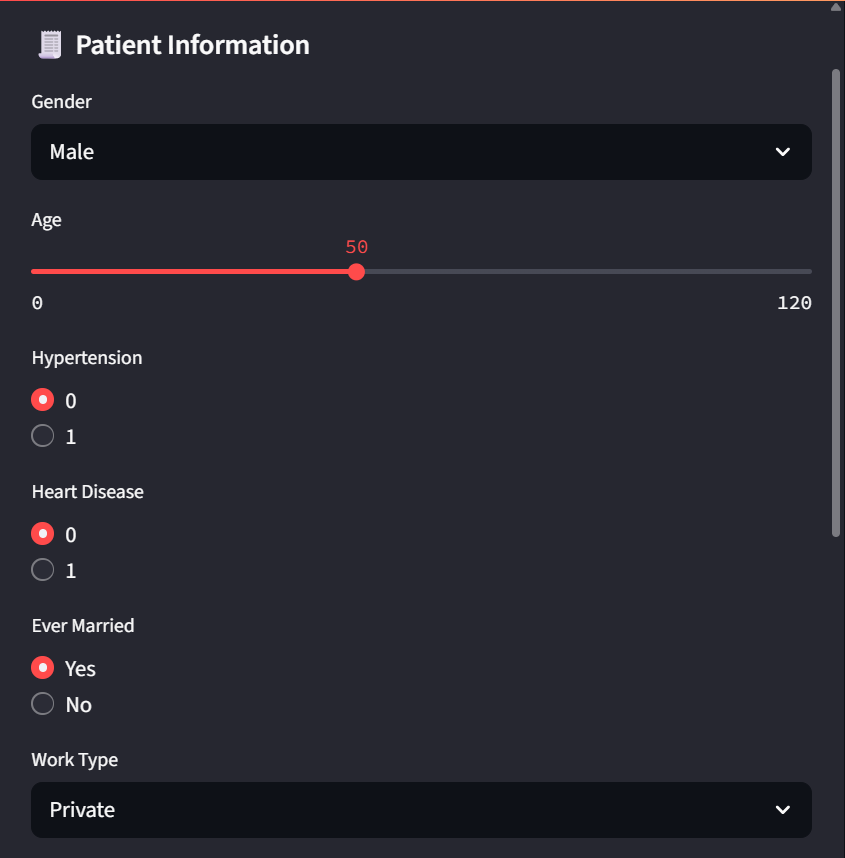 Patient Information
Gender
Male
Age
50
0 120
Hypertension
0
1
Heart Disease
0
1
Ever Married
Yes
No
Work Type
Private